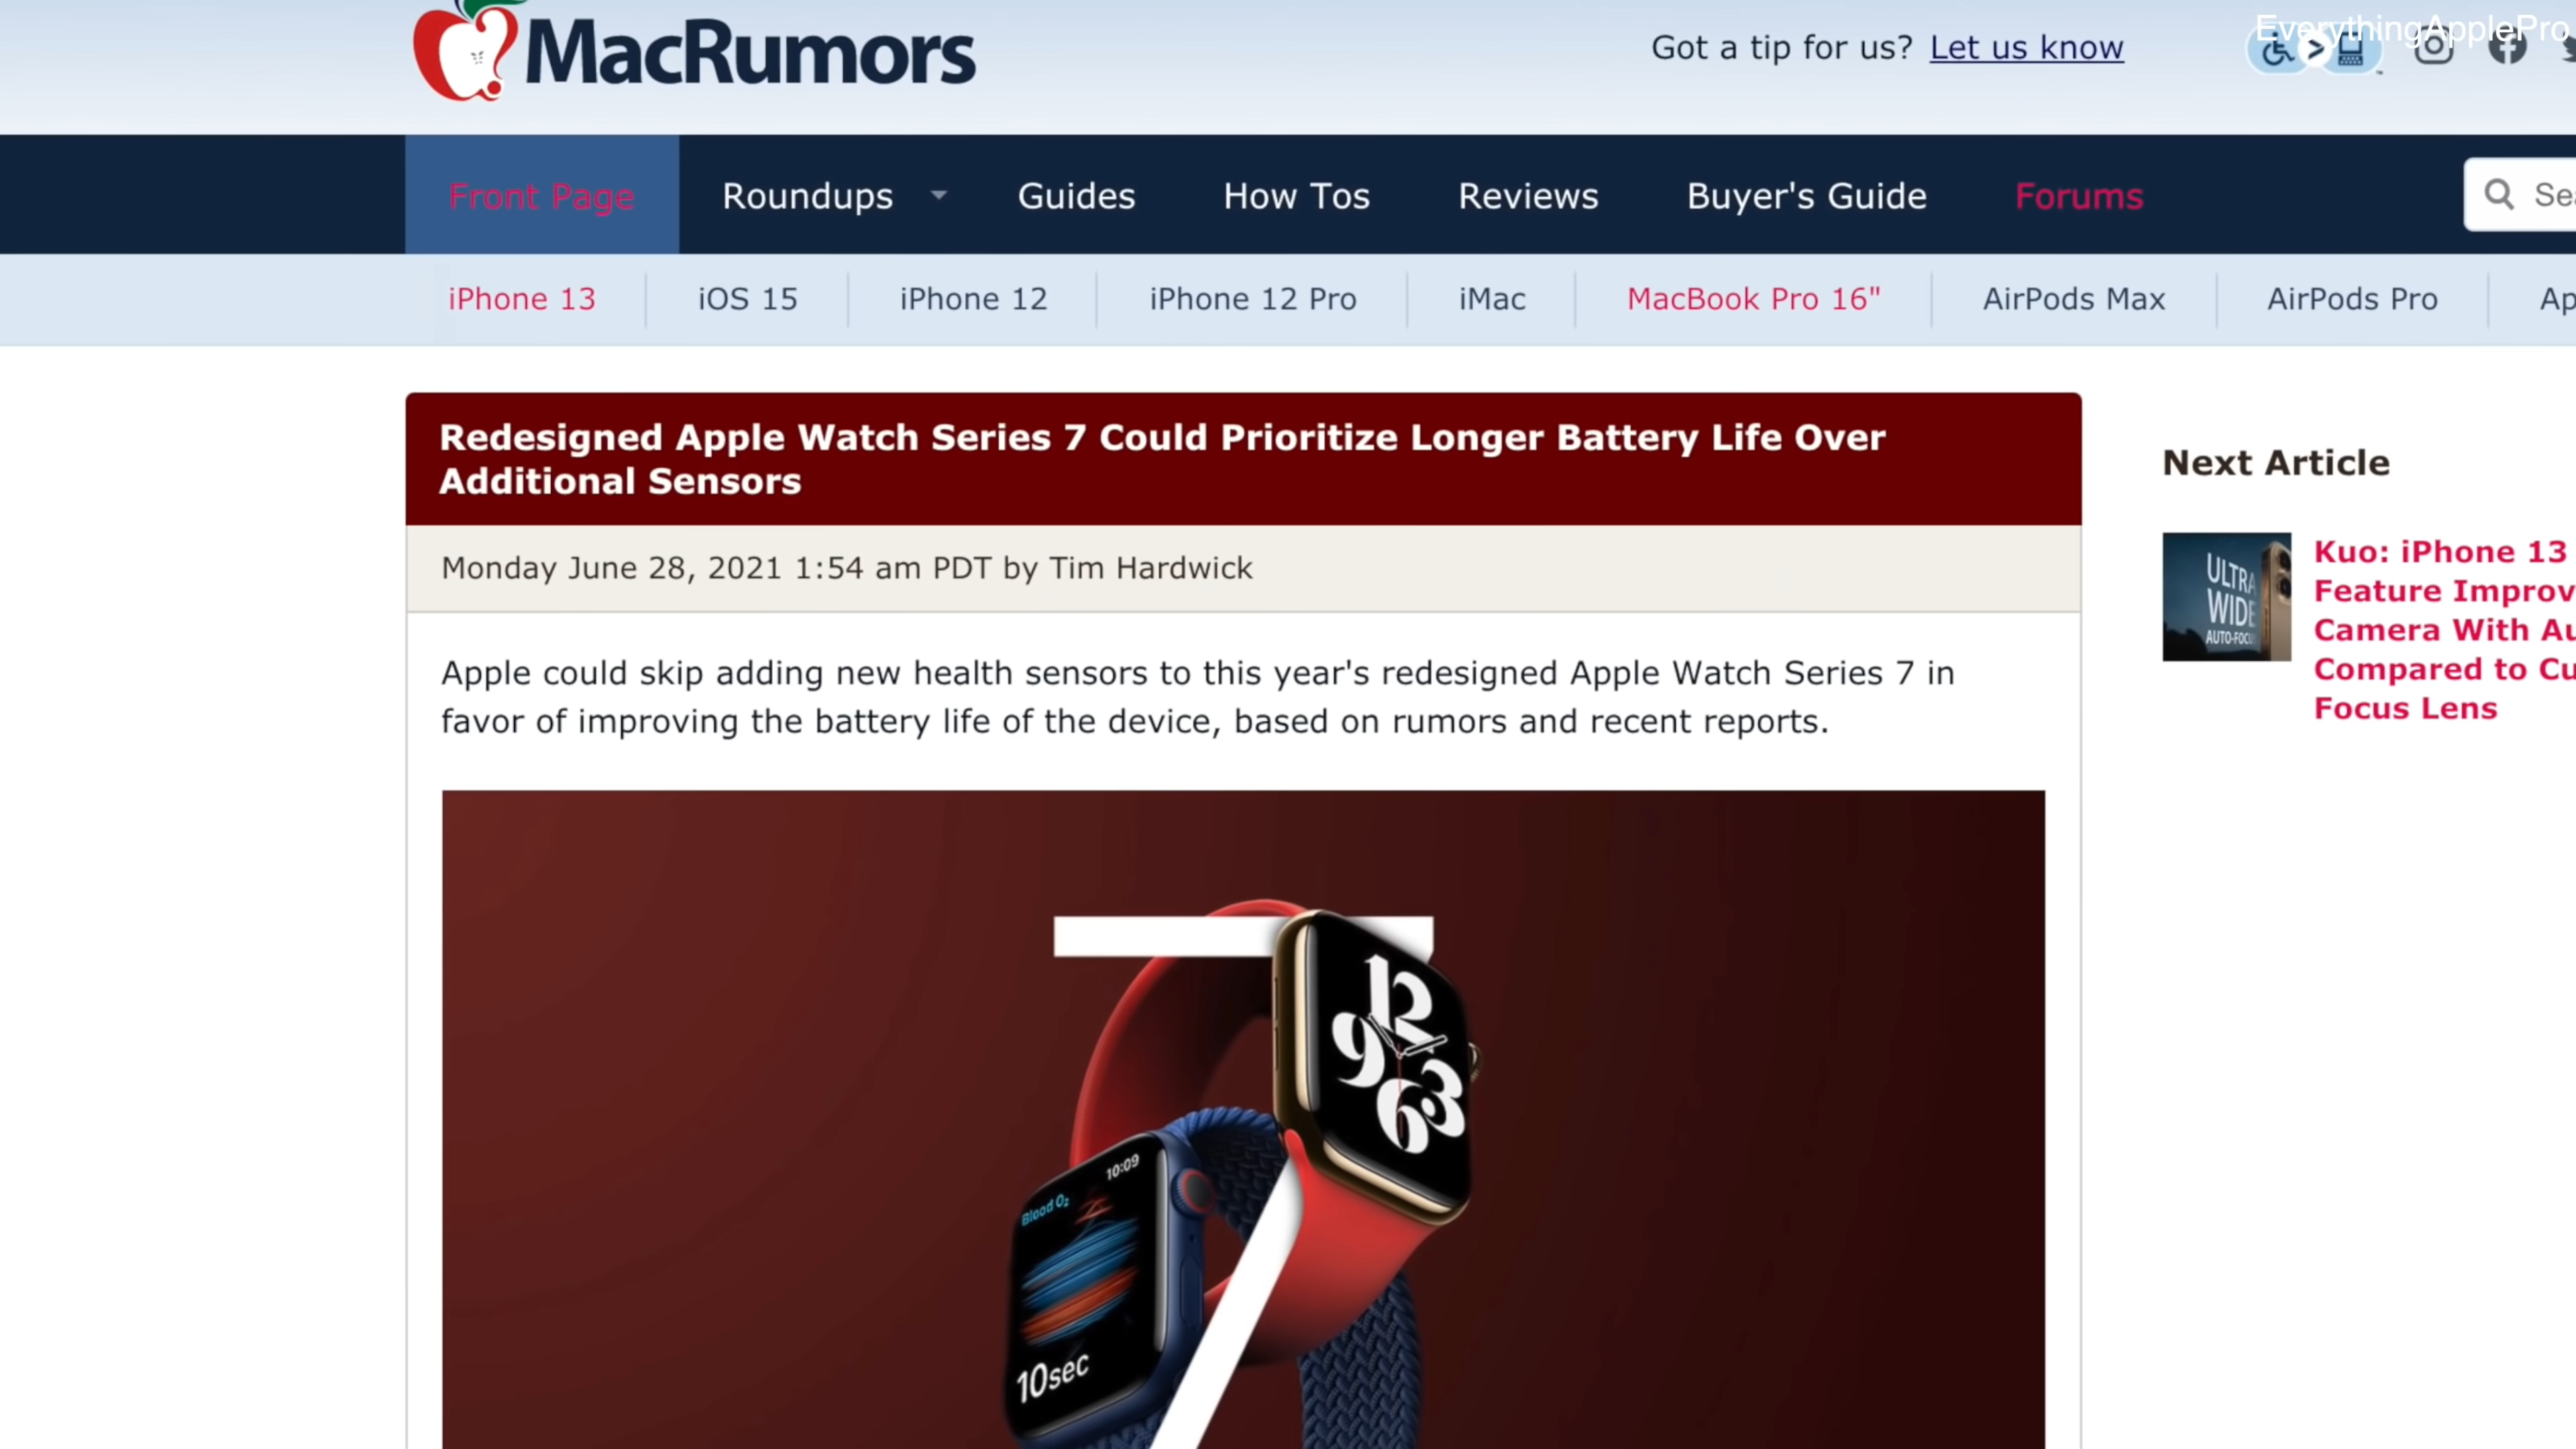 MacRumors
Got a tip for us? Let us know
EverythingApplePro
Front Page
Roundups
Guides
How Tos
Reviews
Buyer's Guide
Forums
iPhone 13
iOS 15
iPhone 12
iPhone 12 Pro
iMac
MacBook Pro 16"
AirPods Max
AirPods Pro
Redesigned Apple Watch Series 7 Could Prioritize Longer Battery Life Over
Additional Sensors
Monday June 28, 2021 1:54 am PDT by Tim Hardwick
Apple could skip adding new health sensors to this year's redesigned Apple Watch Series 7 in
favor of improving the battery life of the device, based on rumors and recent reports.
7
12
9
3
6
10:09
Blood O₂
10sec
Next Article
ULTRA
WIDE
AUTO-FOCUS
Kuo: iPhone 13
Feature
Camera With
Compared to
Focus Lens